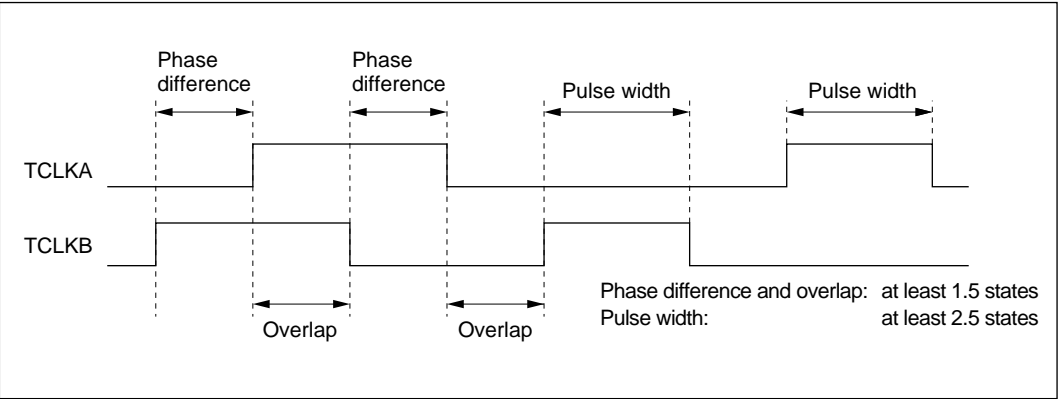 Phase
difference
Phase
difference
Pulse width
Pulse width
TCLKA
TCLKB
Overlap
Overlap
Phase difference and overlap: at least 1.5 states
Pulse width: at least 2.5 states